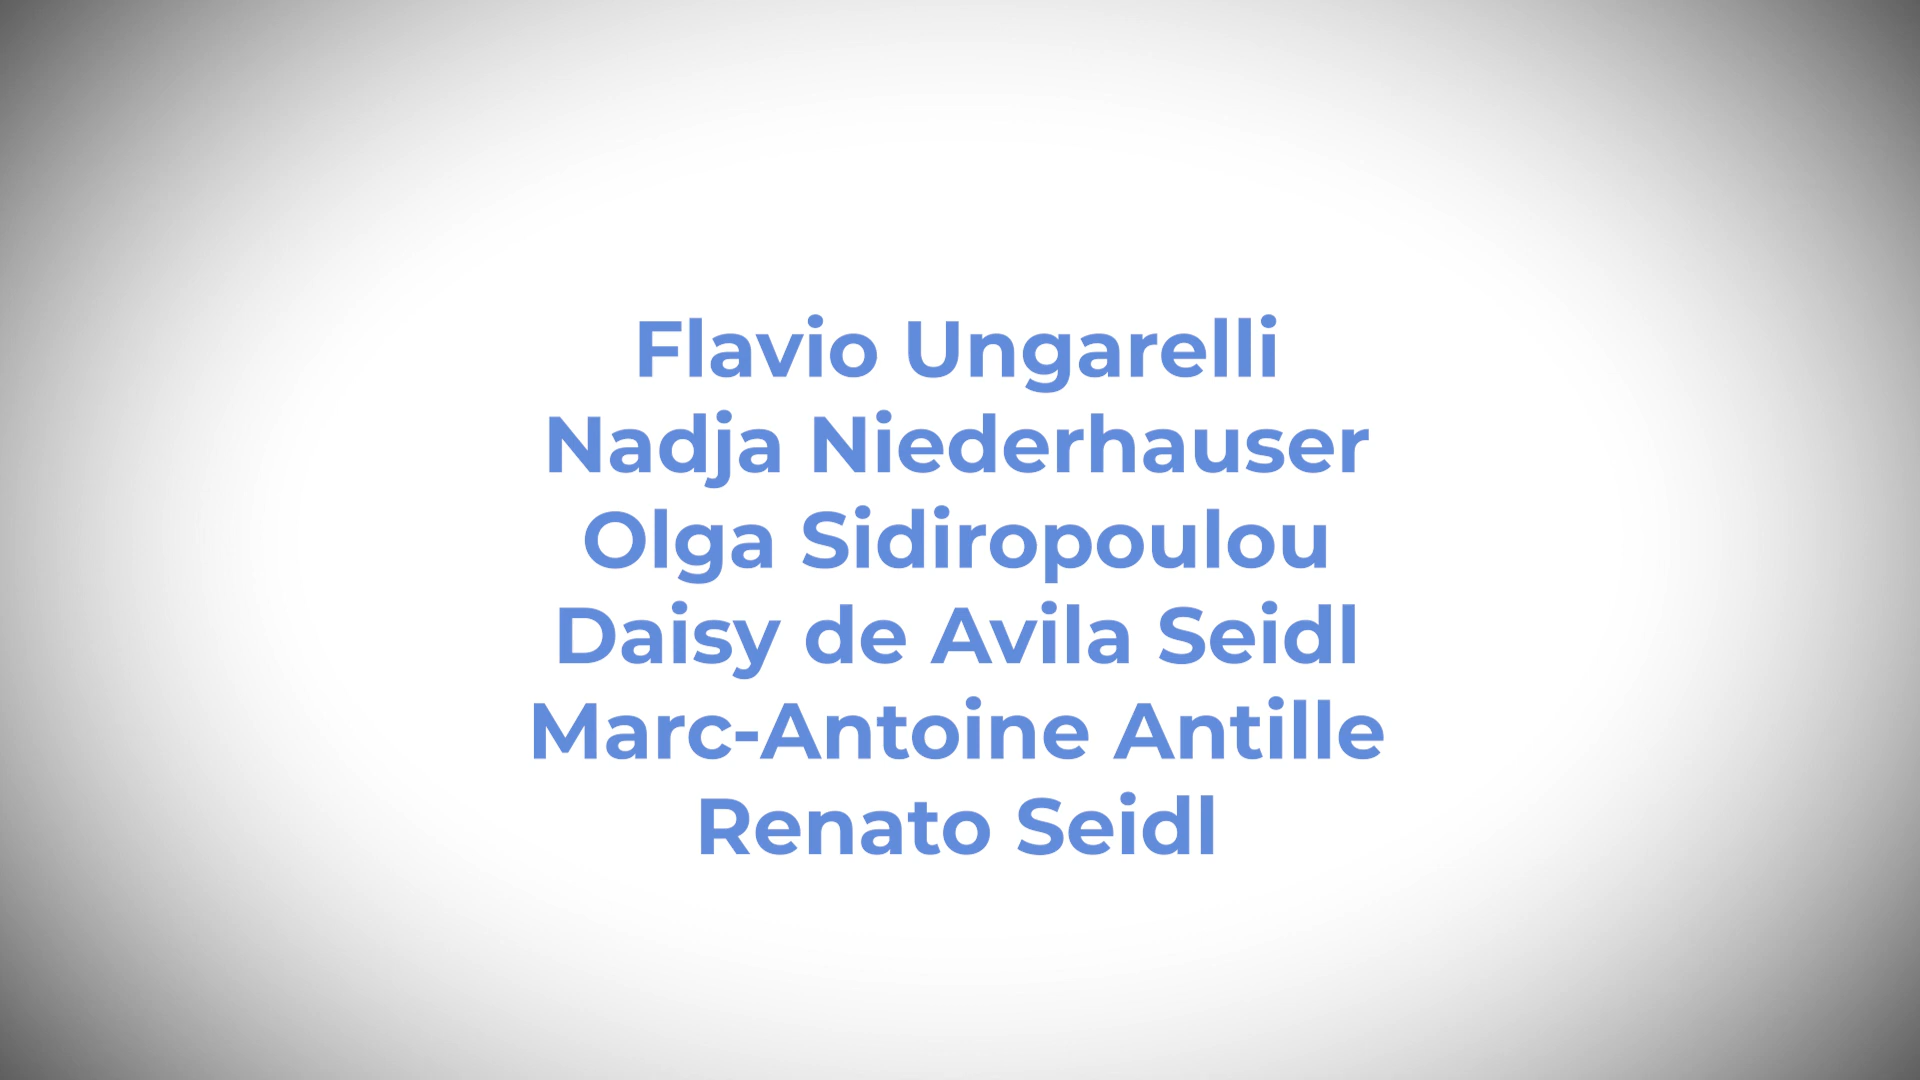 Flavio Ungarelli
Nadja Niederhauser
Olga Sidiropoulou
Daisy de Avila Seidl
Marc-Antoine Antille
Renato Seidl